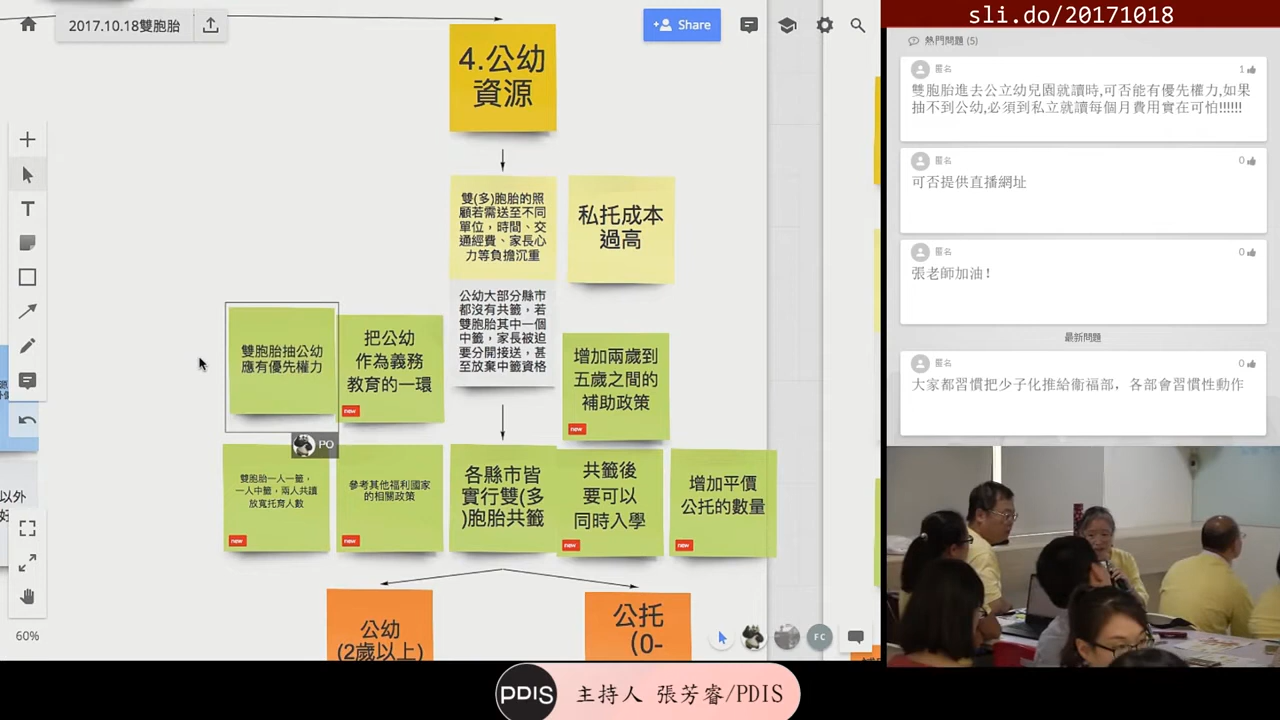 2017.10.18雙胞胎
Share
4.公幼
資源
雙(多)胞胎的照
顧若需送至不同
單位，時間、交
通經費、家長心
力等負擔沉重
私托成本
過高
公幼大部分縣市
都沒有共籤，若
雙胞胎其中一個
中籤，家長被迫
要分開接送，甚
至放棄中籤資格
雙胞胎抽公幼
應有優先權力
把公幼
作為義務
教育的一環
new
增加兩歲到
五歲之間的
補助政策
new
PO
雙胞胎一人一籤，
一人中籤，兩人共讀
放寬托育人數
new
參考其他福利國家
的相關政策
new
各縣市皆
實行雙(多
)胞胎共籤
共籤後
要可以
同時入學
new
增加平價
公托的數量
new
公幼
(2歲以上)
公托
(0-
以外
好
60%
FC
sli.do/20171018
熱門問題 (5)
匿名
1
雙胞胎進去公立幼兒園就讀時,可否能有優先權力,如果
抽不到公幼,必須到私立就讀每個月費用實在可怕!!!!!!
匿名
0
可否提供直播網址
匿名
0
張老師加油！
最新問題
匿名
0
大家都習慣把少子化推給衛福部，各部會習慣性動作
PDIS
主持人 張芳睿/PDIS